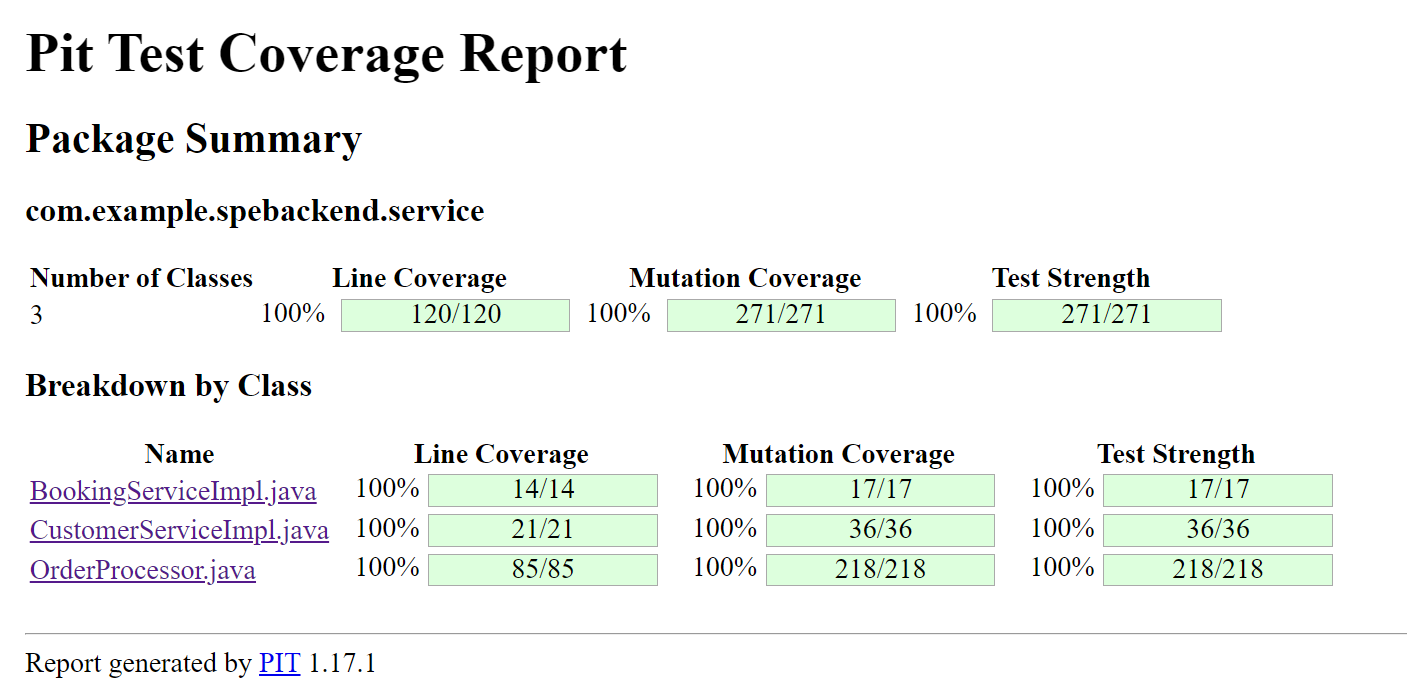 Pit Test Coverage Report
Package Summary
com.example.spebackend.service
Number of Classes Line Coverage Mutation Coverage Test Strength
3 100% 120/120 100% 271/271 100% 271/271
Breakdown by Class
Name Line Coverage Mutation Coverage Test Strength
BookingServiceImpl.java 100% 14/14 100% 17/17 100% 17/17
CustomerServiceImpl.java 100% 21/21 100% 36/36 100% 36/36
OrderProcessor.java 100% 85/85 100% 218/218 100% 218/218
Report generated by PIT 1.17.1